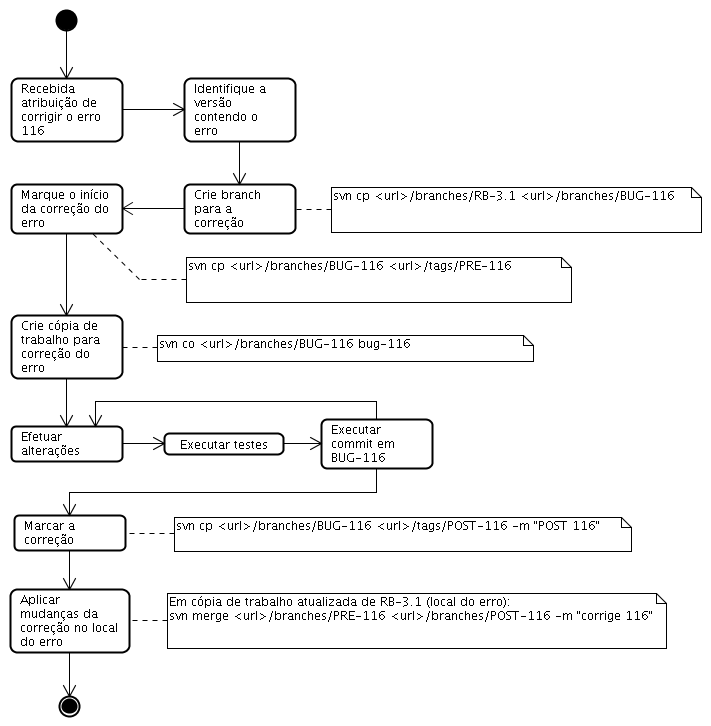 Recebida
atribuição de
corrigir o erro
116
Identifique a
versão
contendo o
erro
Marque o início
da correção do
erro
Crie branch
para a
correção
svn cp <url>/branches/RB-3.1 <url>/branches/BUG-116
svn cp <url>/branches/BUG-116 <url>/tags/PRE-116
Crie cópia de
trabalho para
correção do
erro
svn co <url>/branches/BUG-116 bug-116
Efetuar
alterações
Executar testes
Executar
commit em
BUG-116
Marcar a
correção
svn cp <url>/branches/BUG-116 <url>/tags/POST-116 -m "POST 116"
Aplicar
mudanças da
correção no local
do erro
Em cópia de trabalho atualizada de RB-3.1 (local do erro):
svn merge <url>/branches/PRE-116 <url>/branches/POST-116 -m "corrige 116"